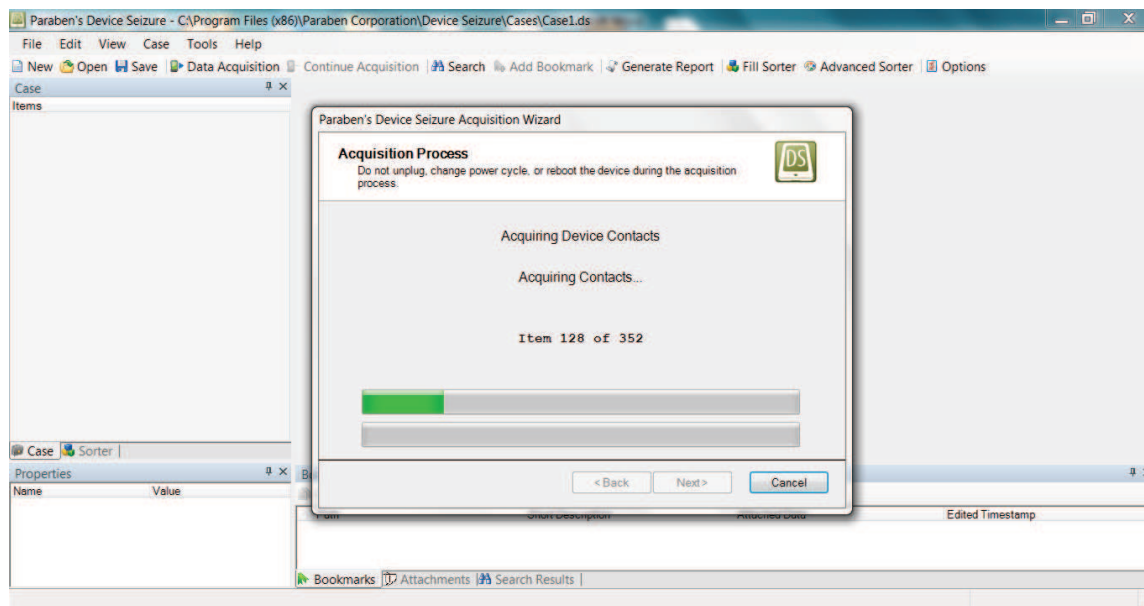 Paraben's Device Seizure - C:\Program Files (x86)\Paraben Corporation\Device Seizure\Cases\Case1.ds
File Edit View Case Tools Help
New Open Save Data Acquisition Continue Acquisition Search Add Bookmark Generate Report Fill Sorter Advanced Sorter Options
Case
Items
Paraben's Device Seizure Acquisition Wizard
Acquisition Process
Do not unplug, change power cycle, or reboot the device during the acquisition
process.
DS
Acquiring Device Contacts
Acquiring Contacts...
Item 128 of 352
Case Sorter
Properties
Name Value
< Back Next > Cancel
Path Short Description Attached Data Edited Timestamp
Bookmarks Attachments Search Results